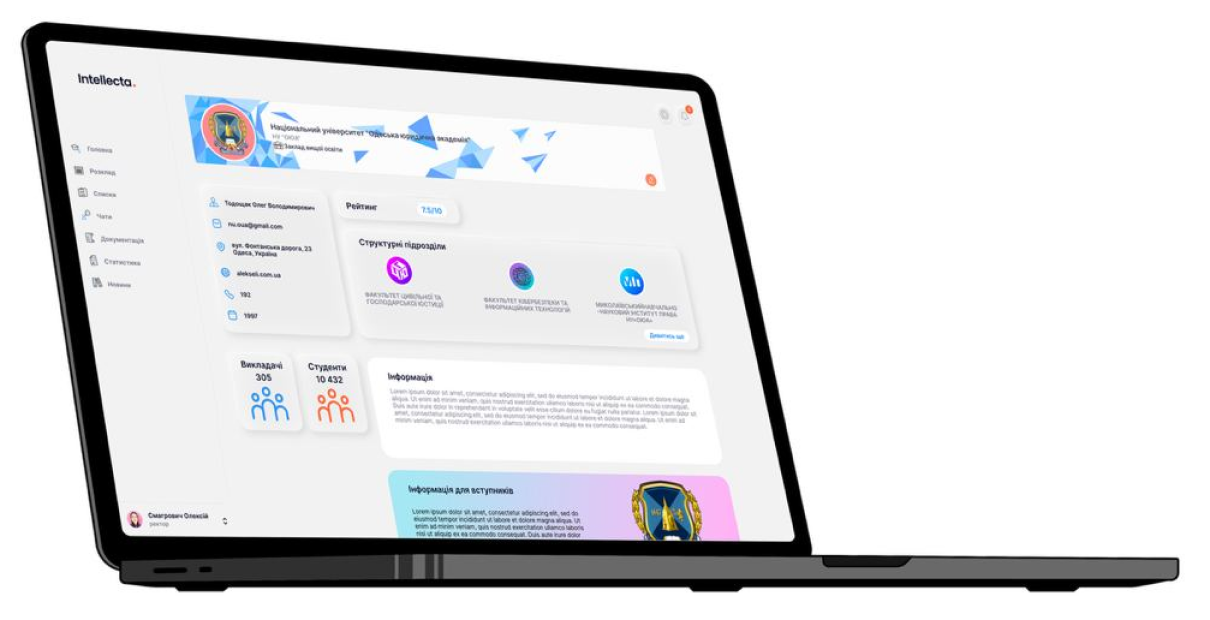 Intellecta.
Національний університет "Одеська юридична академія"
НУ "ОЮА"
Заклад вищої освіти
Головна
Розклад
Списки
Чати
Документація
Статистика
Новини
Тодощак Олег Володимирович
nu.oua@gmail.com
вул. Фонтанська дорога, 23
Одеса, Україна
alekseli.com.ua
192
1997
Рейтинг
7.5/10
Структурні підрозділи
ФАКУЛЬТЕТ ЦИВІЛЬНОЇ ТА
ГОСПОДАРСЬКОЇ ЮСТИЦІЇ
ФАКУЛЬТЕТ КІБЕРБЕЗПЕКИ ТА
ІНФОРМАЦІЙНИХ ТЕХНОЛОГІЙ
МИКОЛАЇВСЬКИЙНАВЧАЛЬНО
-НАУКОВИЙ ІНСТИТУТ ПРАВА
НУ«ОЮА»
Дивитись ще
Викладачі
305
Студенти
10 432
Інформація
Lorem ipsum dolor sit amet, consectetur adipiscing elit, sed do eiusmod tempor incididunt ut labore et dolore magna
aliqua. Ut enim ad minim veniam, quis nostrud exercitation ullamco laboris nisi ut aliquip ex ea commodo consequat.
Duis aute irure dolor in reprehenderit in voluptate velit esse cillum dolore eu fugiat nulla pariatur. Lorem ipsum dolor sit
amet, consectetur adipiscing elit, sed do eiusmod tempor incididunt ut labore et dolore magna aliqua. Ut enim ad
minim veniam, quis nostrud exercitation ullamco laboris nisi ut aliquip ex ea commodo consequat.
Інформація для вступників
Lorem ipsum dolor sit amet, consectetur adipiscing elit, sed do
eiusmod tempor incididunt ut labore et dolore magna aliqua. Ut
enim ad minim veniam, quis nostrud exercitation ullamco laboris
nisi ut aliquip ex ea commodo consequat. Duis aute irure dolor
Смагрович Олексій
ректор